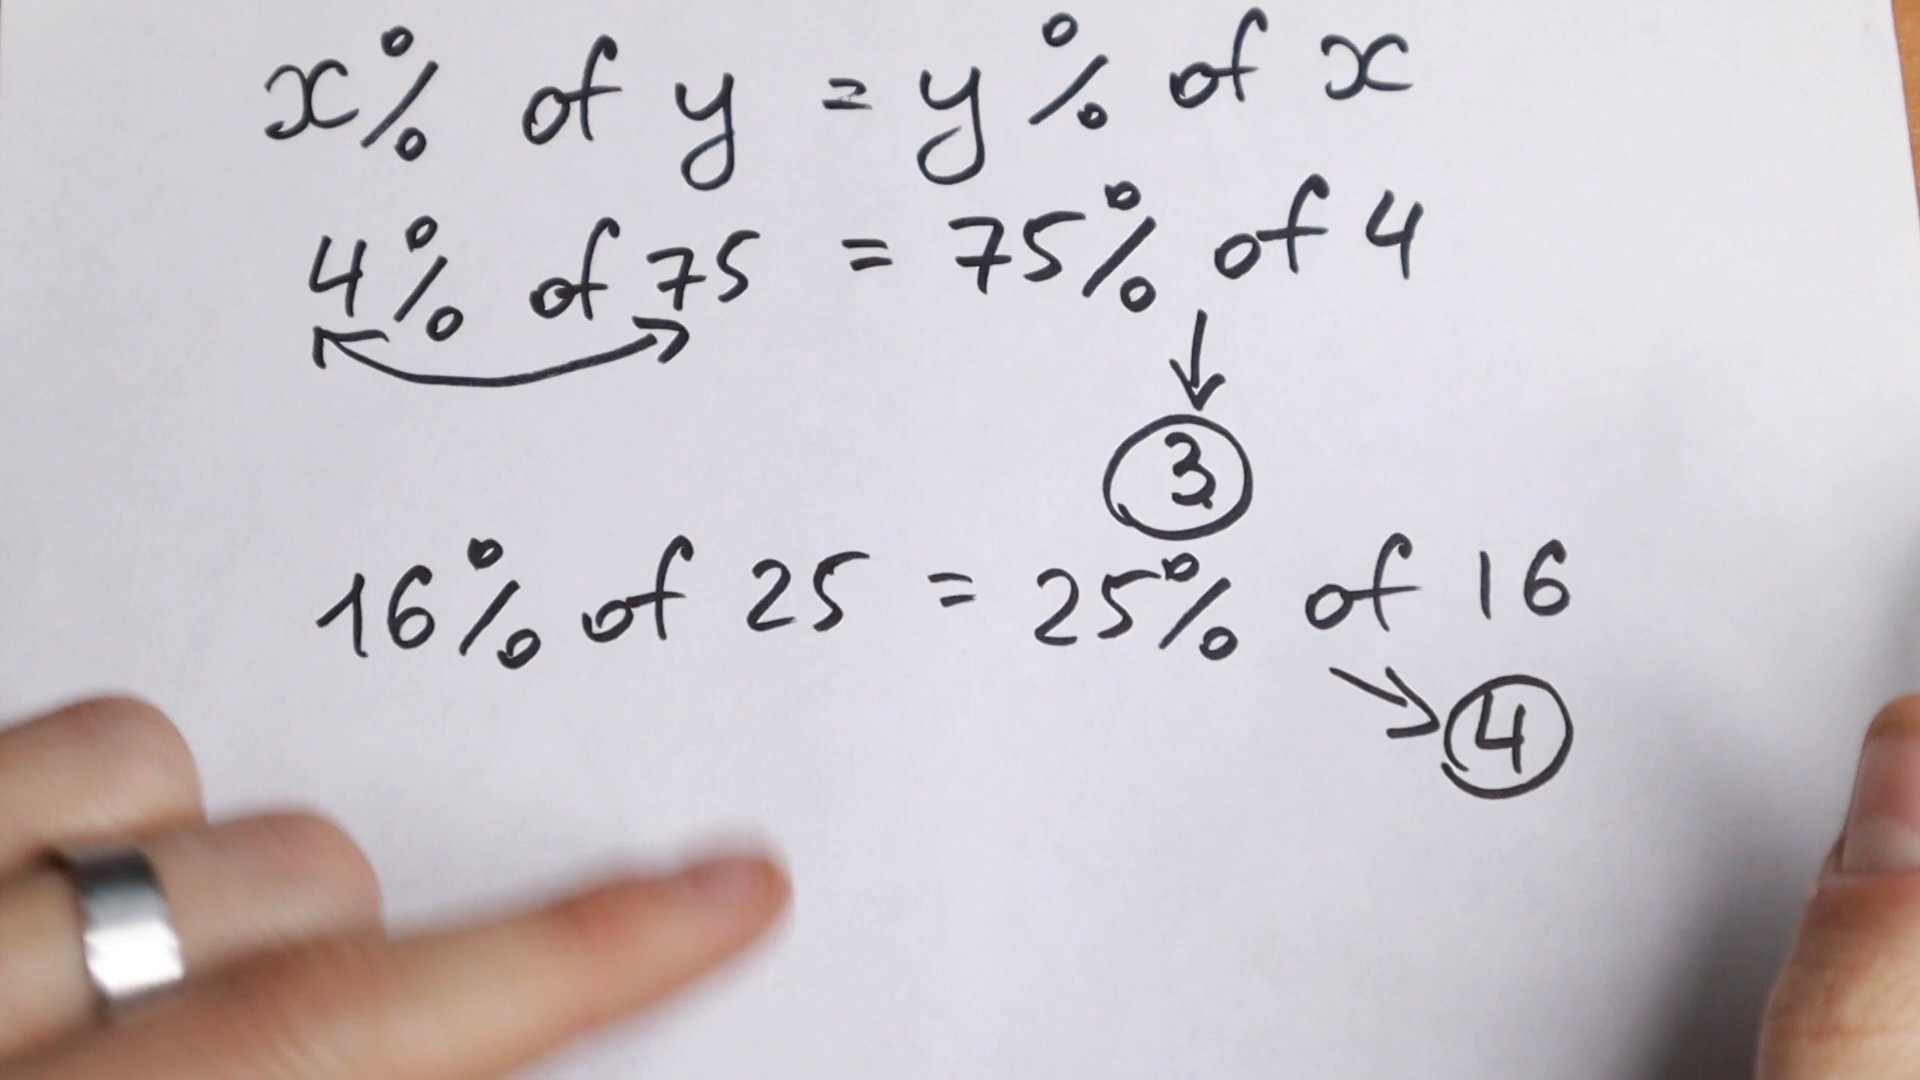 x% of y = y% of x
4% of 75 = 75% of 4
3
16% of 25 = 25% of 16
4